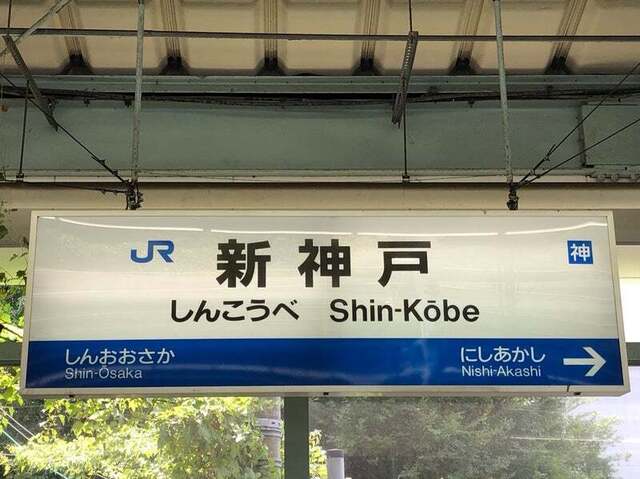 JR 新神戸 神
しんこうべ Shin-Kōbe
しんおおさか にしあかし →
Shin-Ōsaka Nishi-Akashi